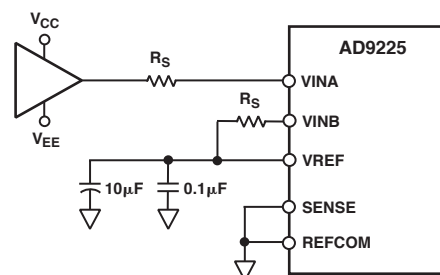 VCC
AD9225
RS
VINA
RS
VINB
VEE
VREF
10µF
0.1µF
SENSE
REFCOM